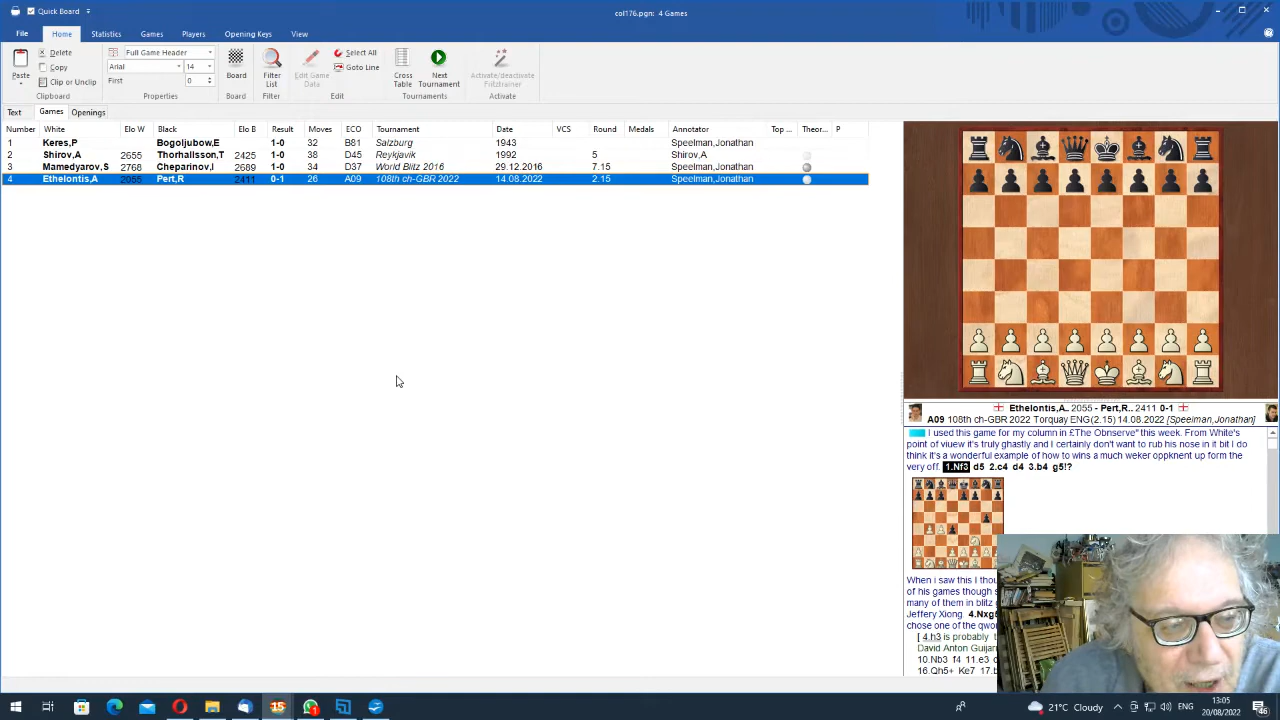 Quick Board
col176.pgn: 4 Games
File Home Statistics Games Players Opening Keys View
Paste
Delete
Copy
Clip or Unclip
Clipboard
Full Game Header
Arial 14
First 0
Properties
Board
Board
Filter List
Filter
Edit Game Data
Select All
Goto Line
Edit
Cross Table
Next Tournament
Tournaments
Activate/deactivate Fritztrainer
Activate
Text Games Openings
Number White Elo W Black Elo B Result Moves ECO Tournament Date VCS Round Medals Annotator Top ... Theor... P
1 Keres,P Bogoljubow,E 1-0 32 B81 Salzburg 1943 Speelman,Jonathan
2 Shirov,A 2655 Thorhallsson,T 2425 1-0 38 D45 Reykjavik 1992 5 Shirov,A
3 Mamedyarov,S 2768 Cheparinov,I 2689 1-0 34 D37 World Blitz 2016 29.12.2016 7.15 Speelman,Jonathan
4 Ethelontis,A 2055 Pert,R 2411 0-1 26 A09 108th ch-GBR 2022 14.08.2022 2.15 Speelman,Jonathan
Ethelontis,A.. 2055 - Pert,R.. 2411 0-1
A09 108th ch-GBR 2022 Torquay ENG (2.15) 14.08.2022 [Speelman,Jonathan]
I used this game for my column in £The Obnserve" this week. From White's
point of viuew it's truly ghastly and I certainly don't want to rub his nose in it bit I do
think it's a wonderful example of how to wins a much weker oppknent up form the
very off. 1.Nf3 d5 2.c4 d4 3.b4 g5!?
When i saw this I thou
of his games though s
many of them in blitz
Jeffery Xiong. 4.Nxg5
chose one of the qwor
[ 4.h3 is probably t
David Anton Guijar
10.Nb3 f4 11.e3
16.Qh5+ Ke7 17.
21°C Cloudy
ENG
13:05
20/08/2022